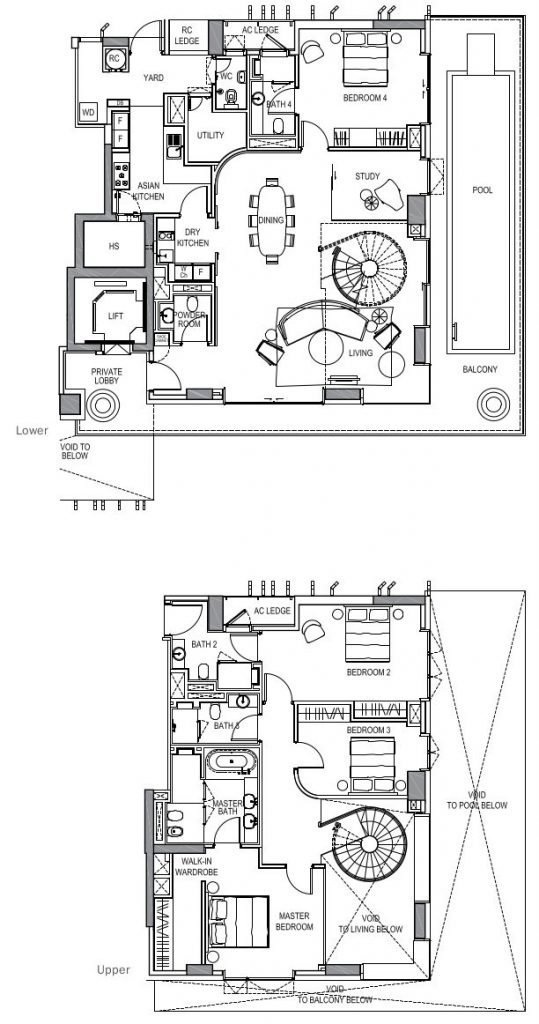 RC
LEDGE
AC LEDGE
RC
YARD
WC
BEDROOM 4
BATH 4
WD
DB
F
F
UTILITY
POOL
ASIAN
KITCHEN
STUDY
DINING
DRY
KITCHEN
HS
W
Ch
F
LIFT
POWDER
ROOM
LIVING
PRIVATE
LOBBY
BALCONY
Lower
VOID TO
BELOW
AC LEDGE
BATH 2
BEDROOM 2
BATH 3
BEDROOM 3
MASTER
BATH
VOID
TO POOL BELOW
WALK-IN
WARDROBE
MASTER
BEDROOM
VOID
TO LIVING BELOW
Upper
VOID
TO BALCONY BELOW